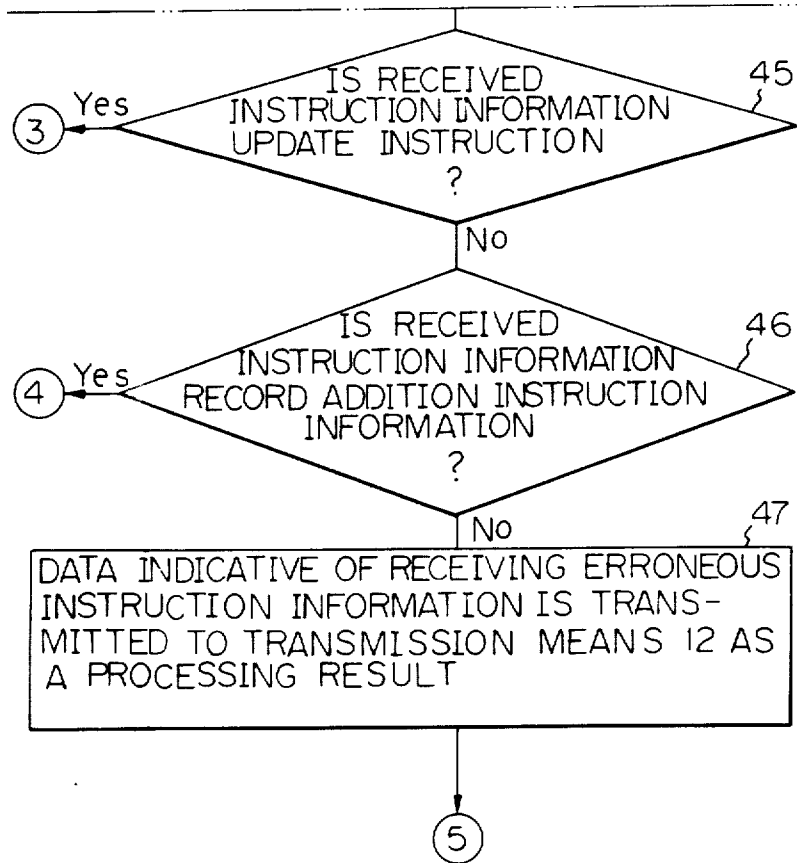 IS RECEIVED
INSTRUCTION INFORMATION
UPDATE INSTRUCTION
?
45
Yes
3
No
IS RECEIVED
INSTRUCTION INFORMATION
RECORD ADDITION INSTRUCTION
INFORMATION
?
46
Yes
4
No
47
DATA INDICATIVE OF RECEIVING ERRONEOUS
INSTRUCTION INFORMATION IS TRANS-
MITTED TO TRANSMISSION MEANS 12 AS
A PROCESSING RESULT
5